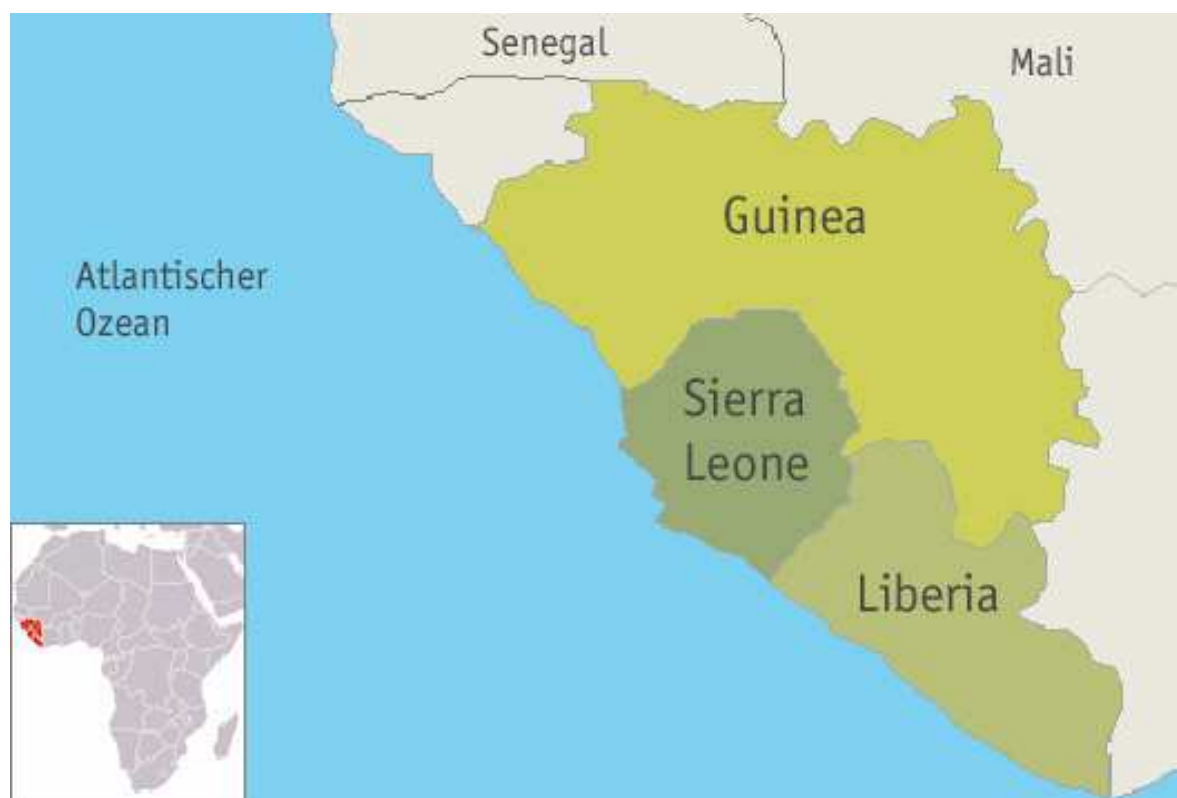 Senegal
Mali
Guinea
Atlantischer
Ozean
Sierra
Leone
Liberia